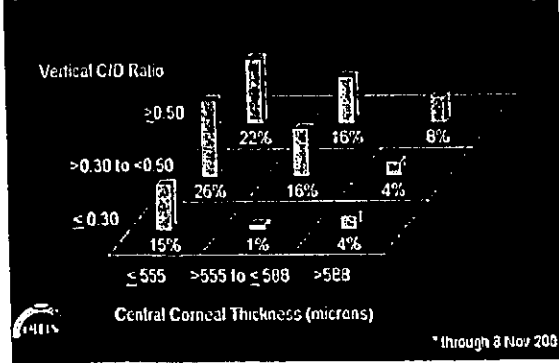 Vertical C/D Ratio
≥0.50
22% 16% 8%
>0.30 to <0.50
26% 16% 4%
≤ 0.30
15% 1% 4%
≤ 555 >555 to ≤ 588 >588
Central Corneal Thickness (microns)
*through 8 Nov 200